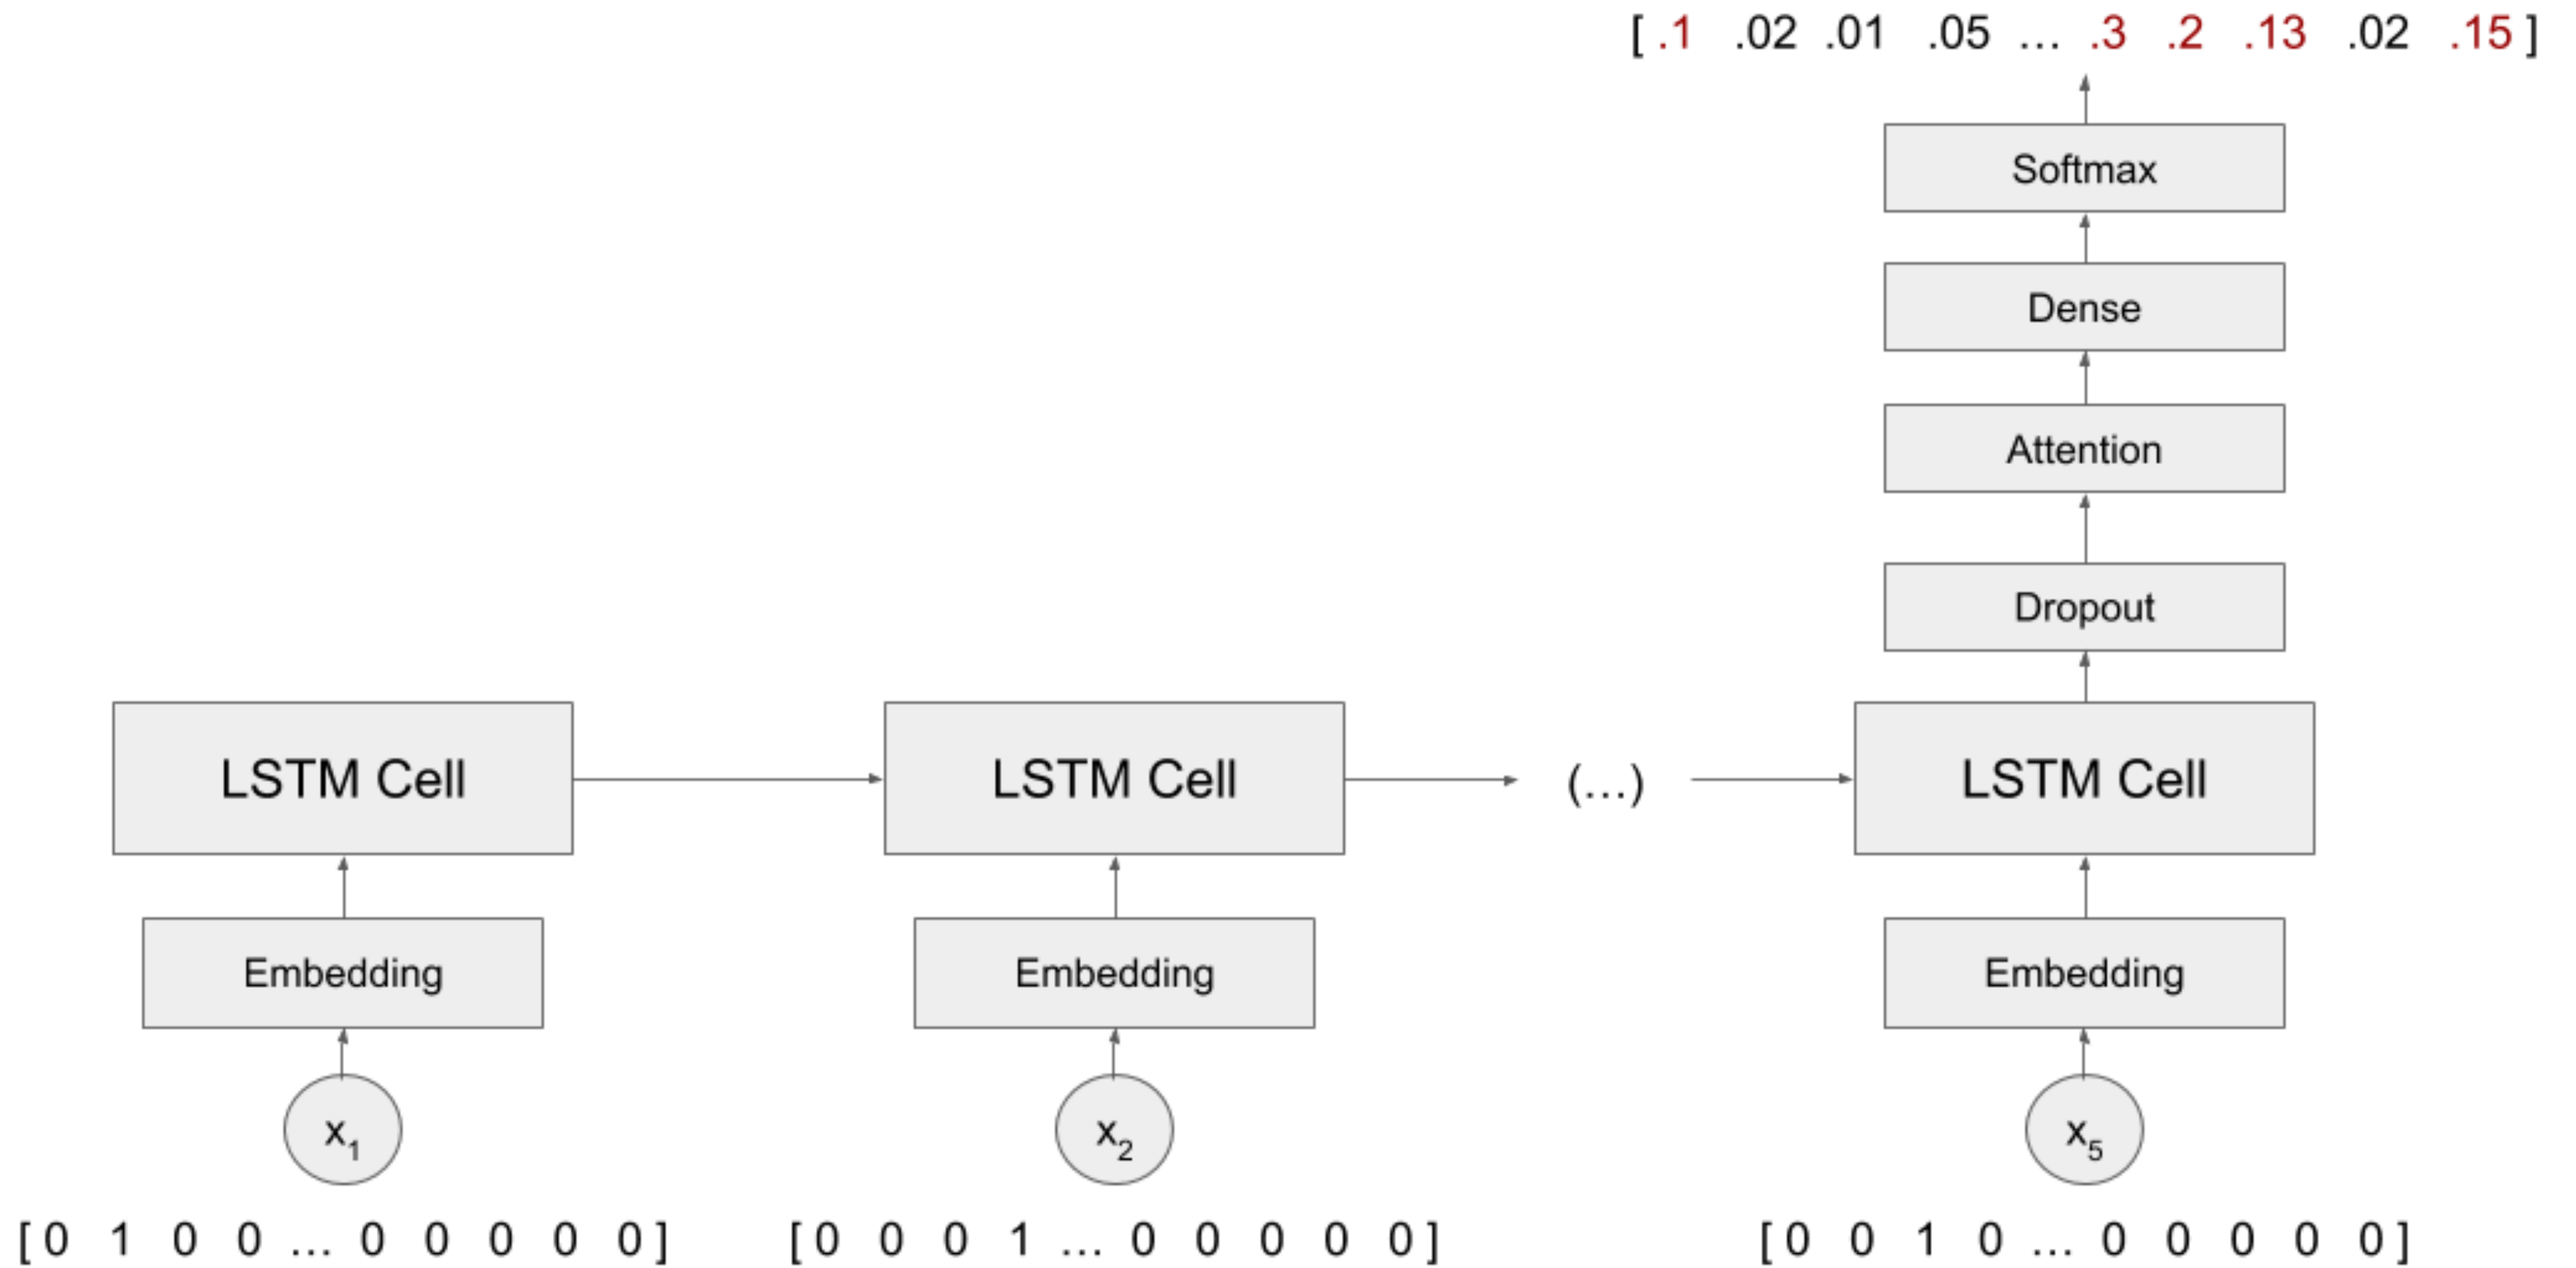 [ .1 .02 .01 .05 ... .3 .2 .13 .02 .15 ]
Softmax
Dense
Attention
Dropout
LSTM Cell LSTM Cell (...) LSTM Cell
Embedding Embedding Embedding
x1 x2 x5
[ 0 1 0 0 ... 0 0 0 0 0 ] [ 0 0 0 1 ... 0 0 0 0 0 ] [ 0 0 1 0 ... 0 0 0 0 0 ]